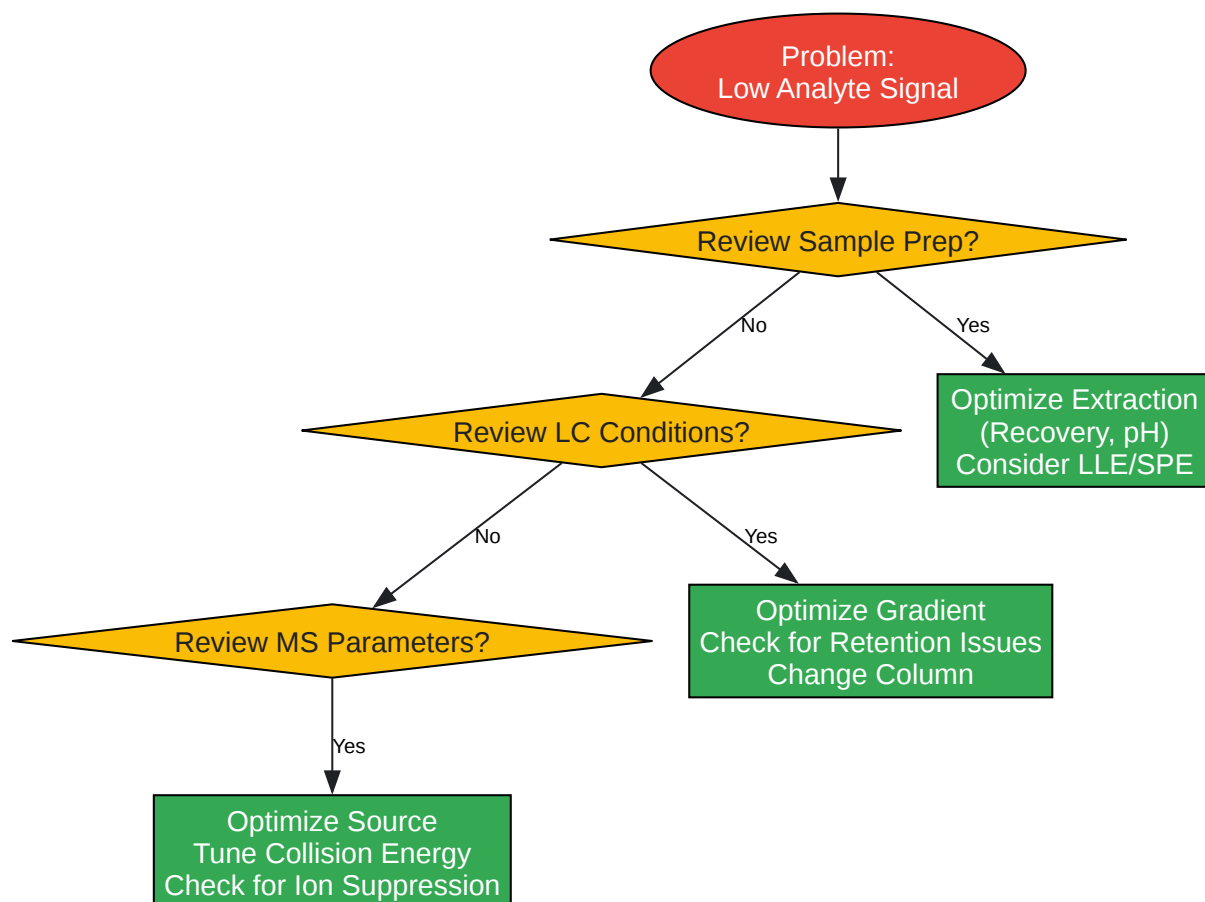 Problem:
Low Analyte Signal
Review Sample Prep?
No
Yes
Optimize Extraction
(Recovery, pH)
Consider LLE/SPE
Review LC Conditions?
No
Yes
Optimize Gradient
Check for Retention Issues
Change Column
Review MS Parameters?
Yes
Optimize Source
Tune Collision Energy
Check for Ion Suppression